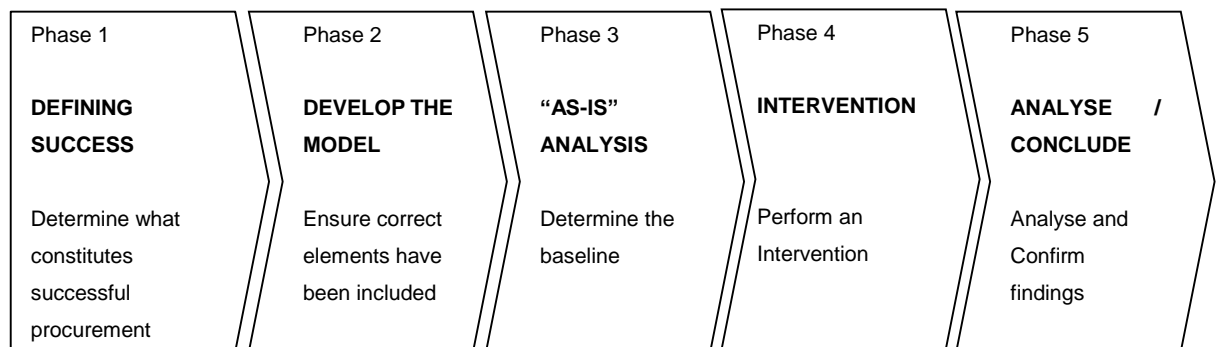 Phase 1
DEFINING
SUCCESS
Determine what
constitutes
successful
procurement
Phase 2
DEVELOP THE
MODEL
Ensure correct
elements have
been included
Phase 3
“AS-IS”
ANALYSIS
Determine the
baseline
Phase 4
INTERVENTION
Perform an
Intervention
Phase 5
ANALYSE /
CONCLUDE
Analyse and
Confirm
findings